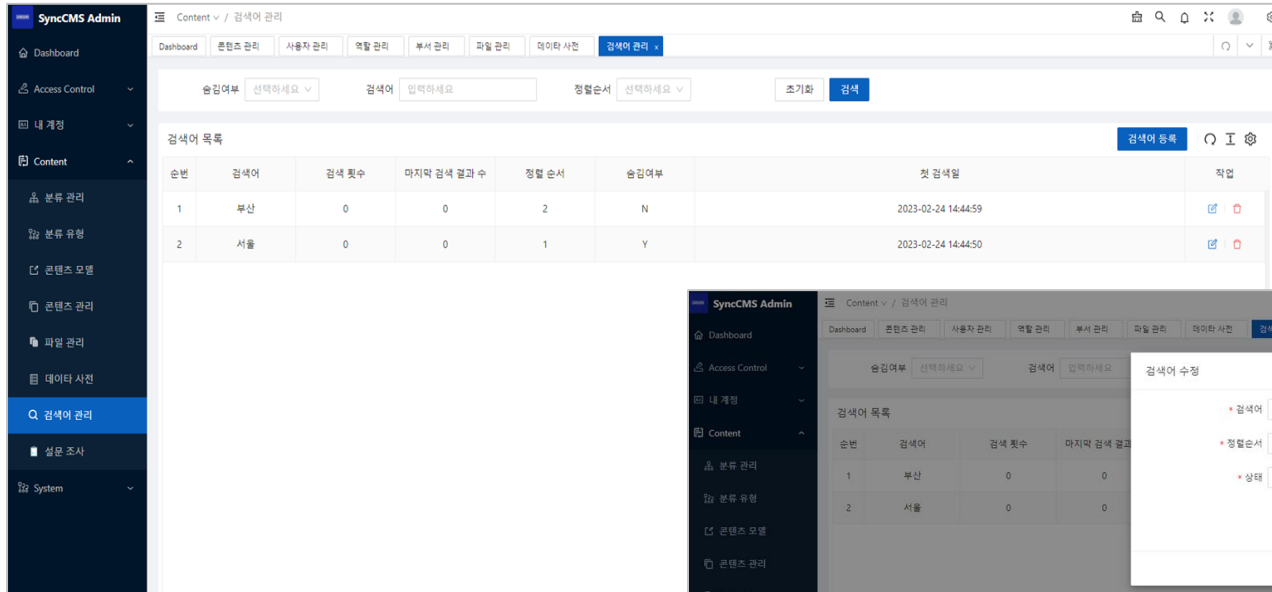 SyncCMS Admin
Content / 검색어 관리
Dashboard 콘텐츠 관리 사용자 관리 역할 관리 부서 관리 파일 관리 데이타 사전 검색어 관리 x
Dashboard
Access Control
내 계정
Content
분류 관리
분류 유형
콘텐츠 모델
콘텐츠 관리
파일 관리
데이타 사전
검색어 관리
설문 조사
System
숨김여부 선택하세요 검색어 입력하세요 정렬순서 선택하세요 초기화 검색
검색어 목록 검색어 등록
순번 검색어 검색 횟수 마지막 검색 결과 수 정렬 순서 숨김여부 첫 검색일 작업
1 부산 0 0 2 N 2023-02-24 14:44:59
2 서울 0 0 1 Y 2023-02-24 14:44:50
SyncCMS Admin
Content / 검색어 관리
Dashboard 콘텐츠 관리 사용자 관리 역할 관리 부서 관리 파일 관리 데이타 사전
Dashboard
Access Control
내 계정
Content
분류 관리
분류 유형
콘텐츠 모델
콘텐츠 관리
숨김여부 선택하세요 검색어 입력하세요
검색어 목록
순번 검색어 검색 횟수 마지막 검색 결과
1 부산 0 0
2 서울 0 0
검색어 수정
* 검색어
* 정렬순서
* 상태